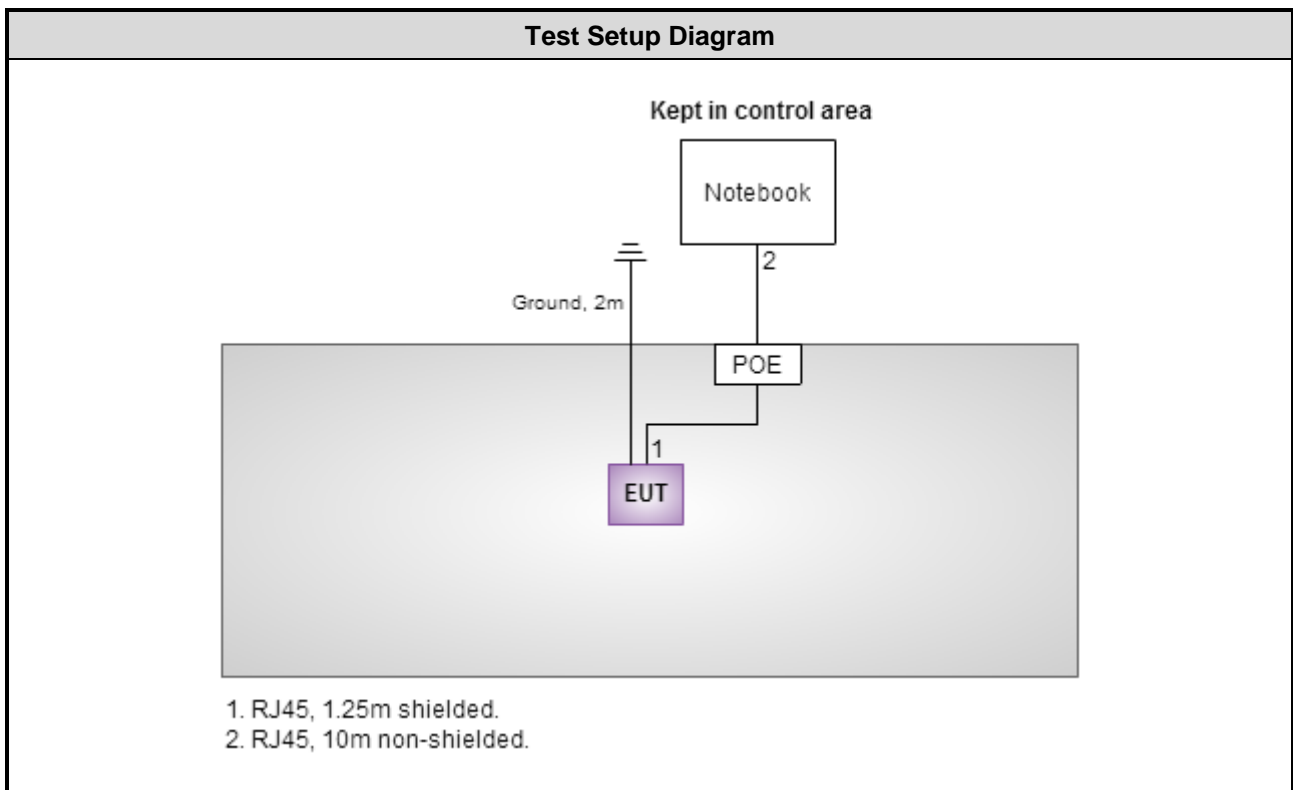 Test Setup Diagram
Kept in control area
Notebook
2
Ground, 2m
POE
1
EUT
1. RJ45, 1.25m shielded.
2. RJ45, 10m non-shielded.